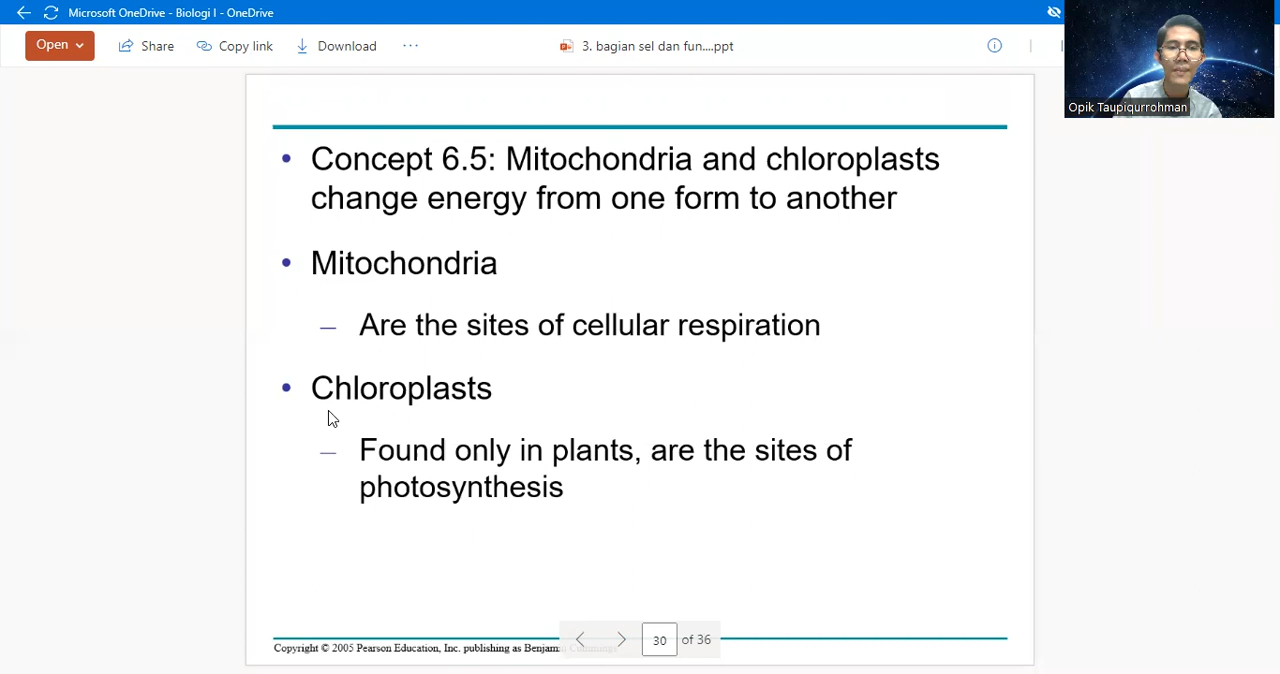 Microsoft OneDrive - Biologi I - OneDrive
Open
Share
Copy link
Download
3. bagian sel dan fun....ppt
Opik Taupiqurrohman
• Concept 6.5: Mitochondria and chloroplasts
change energy from one form to another
• Mitochondria
– Are the sites of cellular respiration
• Chloroplasts
– Found only in plants, are the sites of
photosynthesis
30 of 36
Copyright © 2005 Pearson Education, Inc. publishing as Benjamin Cummings